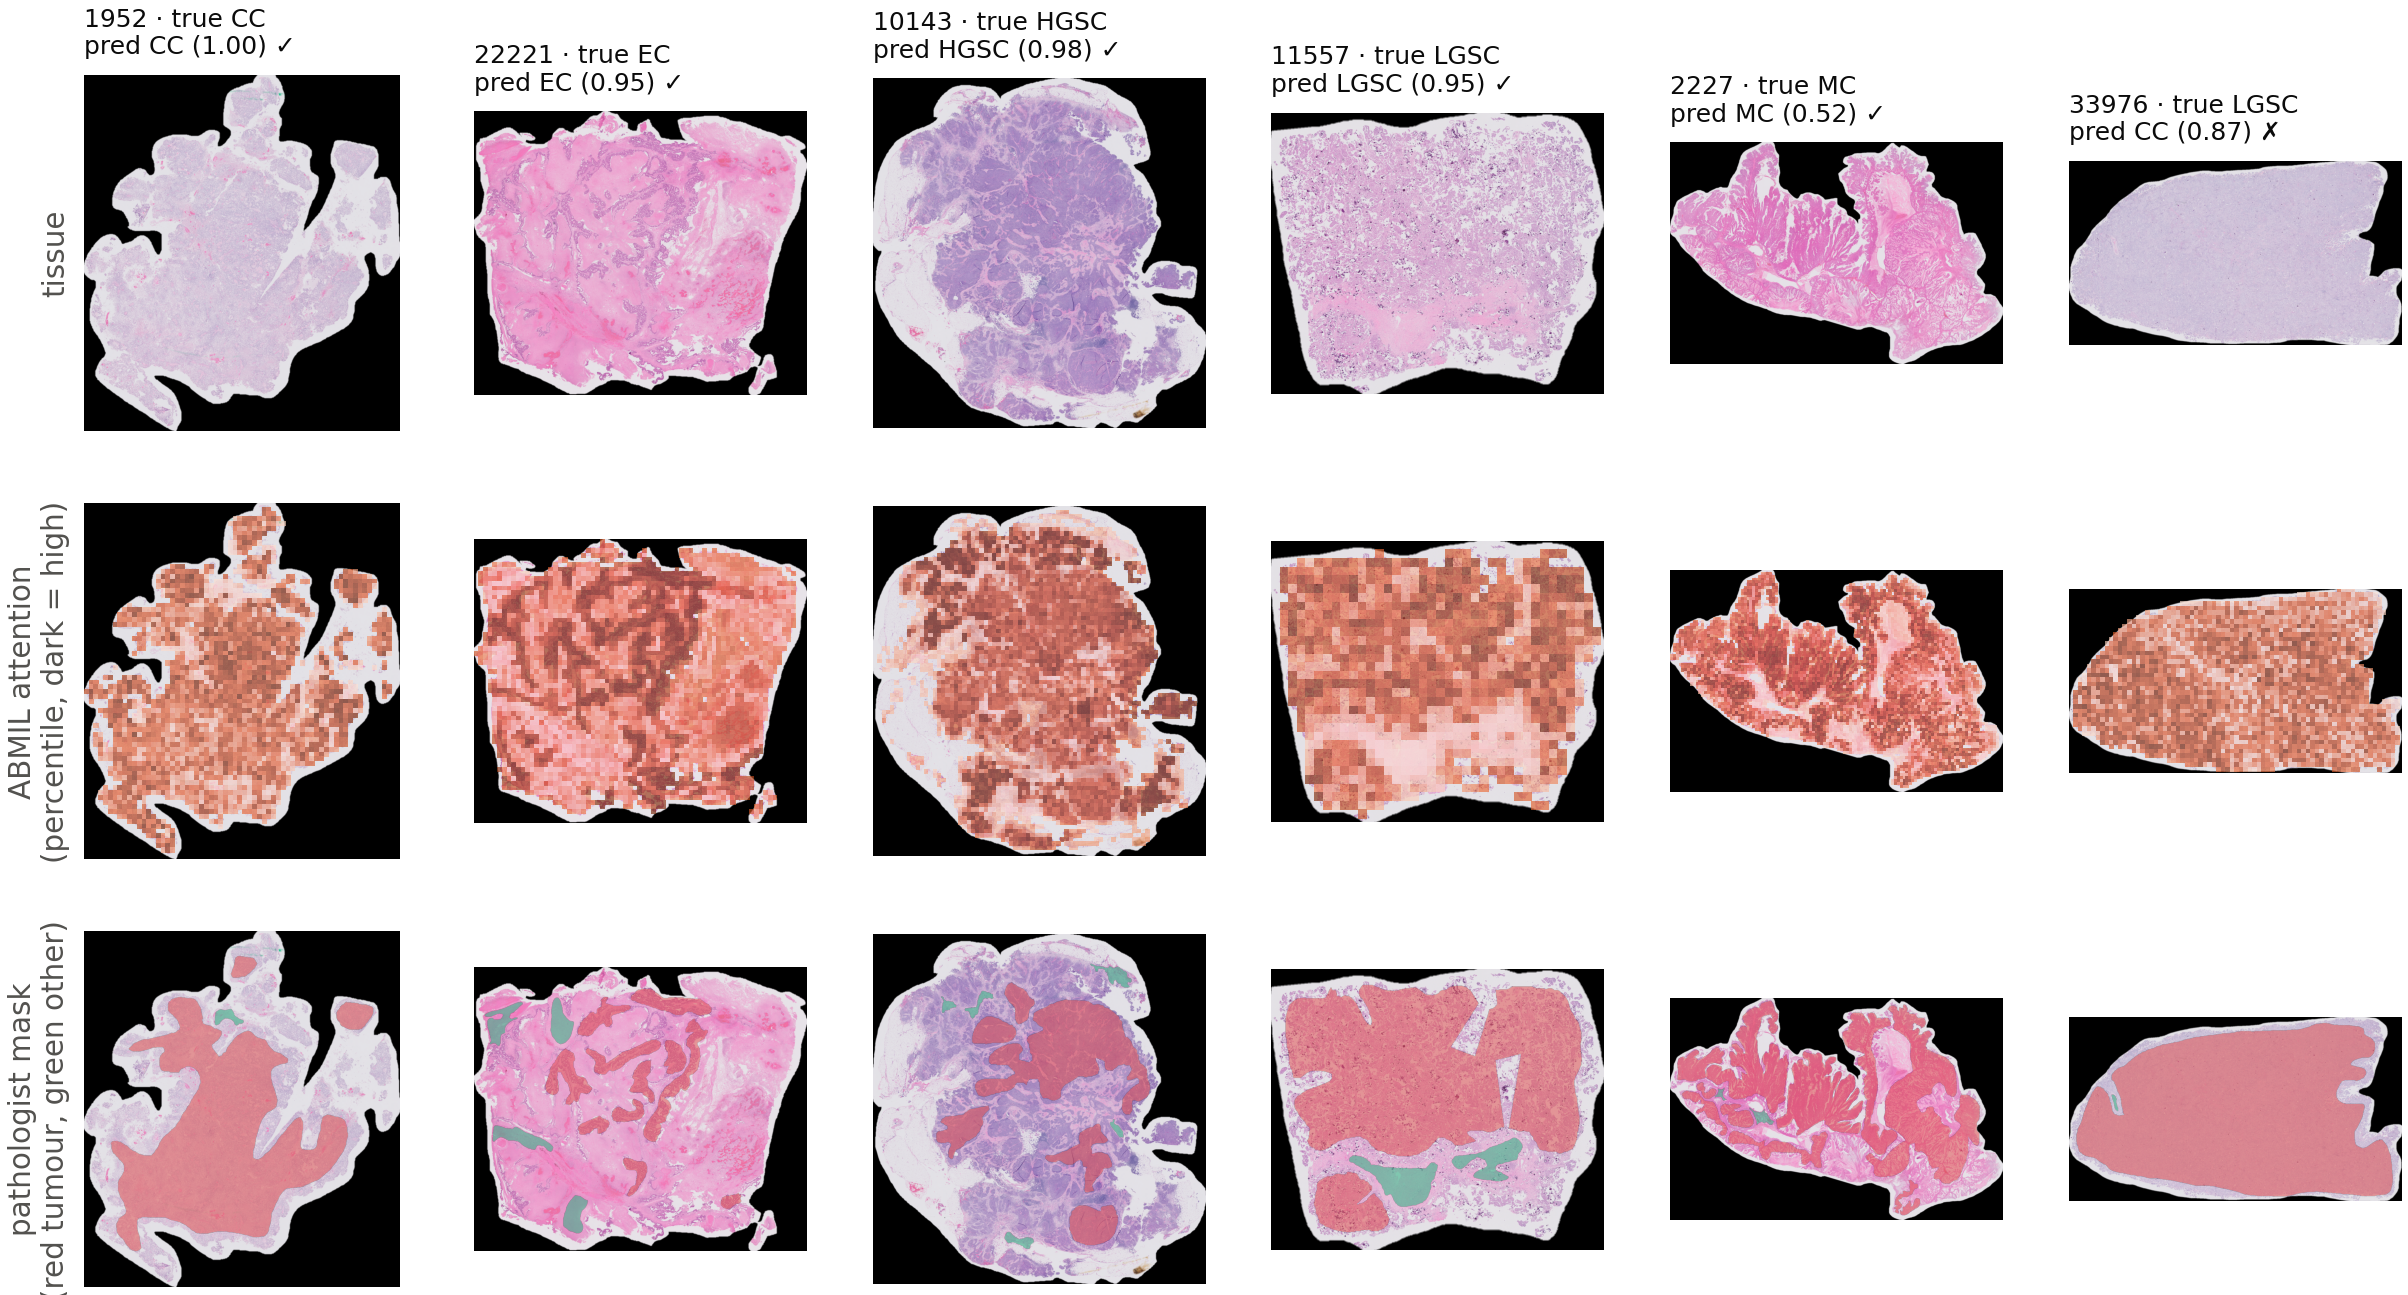 1952 · true CC
pred CC (1.00) ✓
22221 · true EC
pred EC (0.95) ✓
10143 · true HGSC
pred HGSC (0.98) ✓
11557 · true LGSC
pred LGSC (0.95) ✓
2227 · true MC
pred MC (0.52) ✓
33976 · true LGSC
pred CC (0.87) ✗
tissue
ABMIL attention
(percentile, dark = high)
pathologist mask
(red tumour, green other)